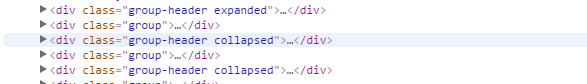 ▶<div class="group-header expanded">…</div>
▶<div class="group">…</div>
▶<div class="group-header collapsed">…</div>
▶<div class="group">…</div>
▶<div class="group-header collapsed">…</div>